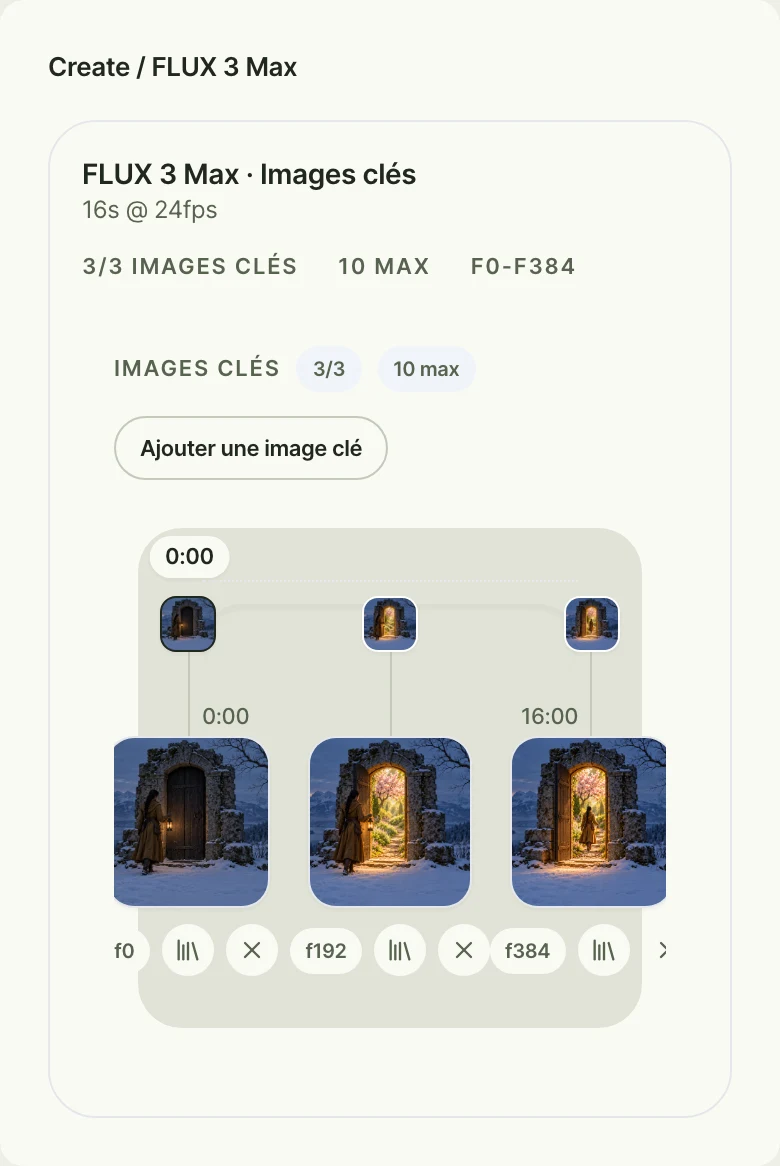 Create / FLUX 3 Max
FLUX 3 Max · Images clés
16s @ 24fps
3/3 IMAGES CLÉS 10 MAX F0-F384
IMAGES CLÉS 3/3 10 max
Ajouter une image clé
0:00
0:00 16:00
f0 f192 f384